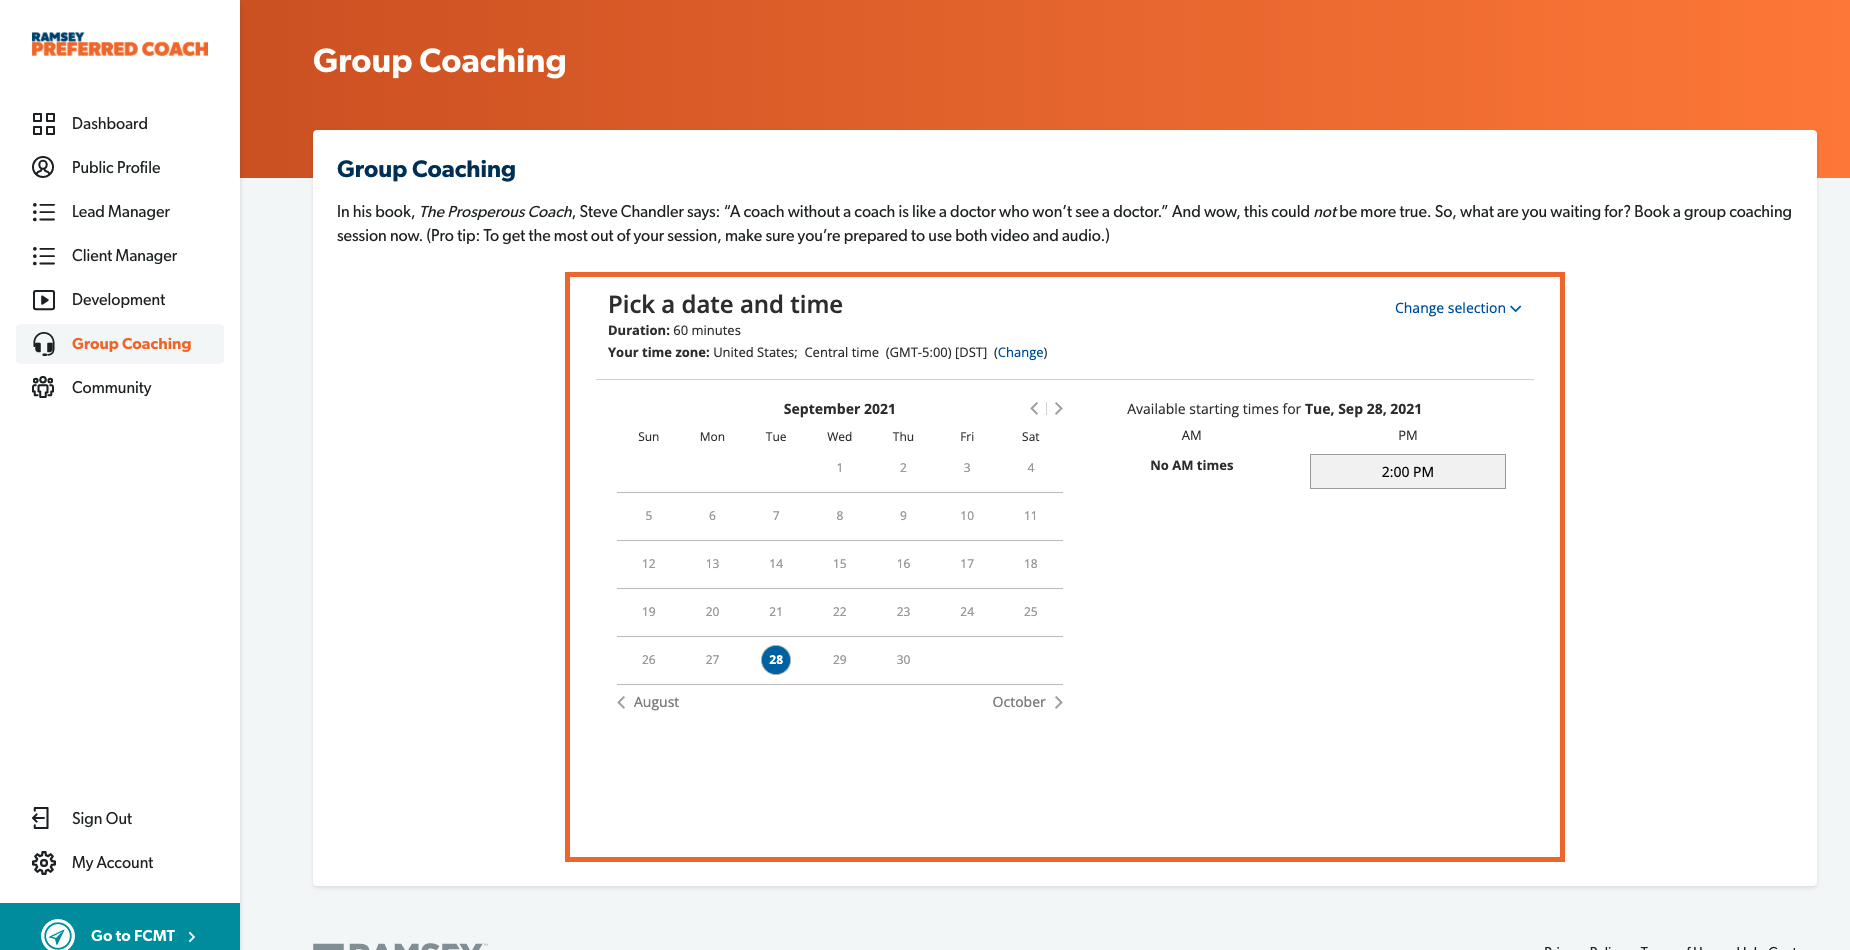 RAMSEY
PREFERRED COACH
Dashboard
Public Profile
Lead Manager
Client Manager
Development
Group Coaching
Community
Sign Out
My Account
Go to FCMT
Group Coaching
Group Coaching
In his book, The Prosperous Coach, Steve Chandler says: “A coach without a coach is like a doctor who won’t see a doctor.” And wow, this could not be more true. So, what are you waiting for? Book a group coaching
session now. (Pro tip: To get the most out of your session, make sure you’re prepared to use both video and audio.)
Pick a date and time
Change selection
Duration: 60 minutes
Your time zone: United States; Central time (GMT-5:00) [DST] (Change)
September 2021
Sun Mon Tue Wed Thu Fri Sat
1 2 3 4
5 6 7 8 9 10 11
12 13 14 15 16 17 18
19 20 21 22 23 24 25
26 27 28 29 30
August October
Available starting times for Tue, Sep 28, 2021
AM PM
No AM times 2:00 PM
RAMSEY